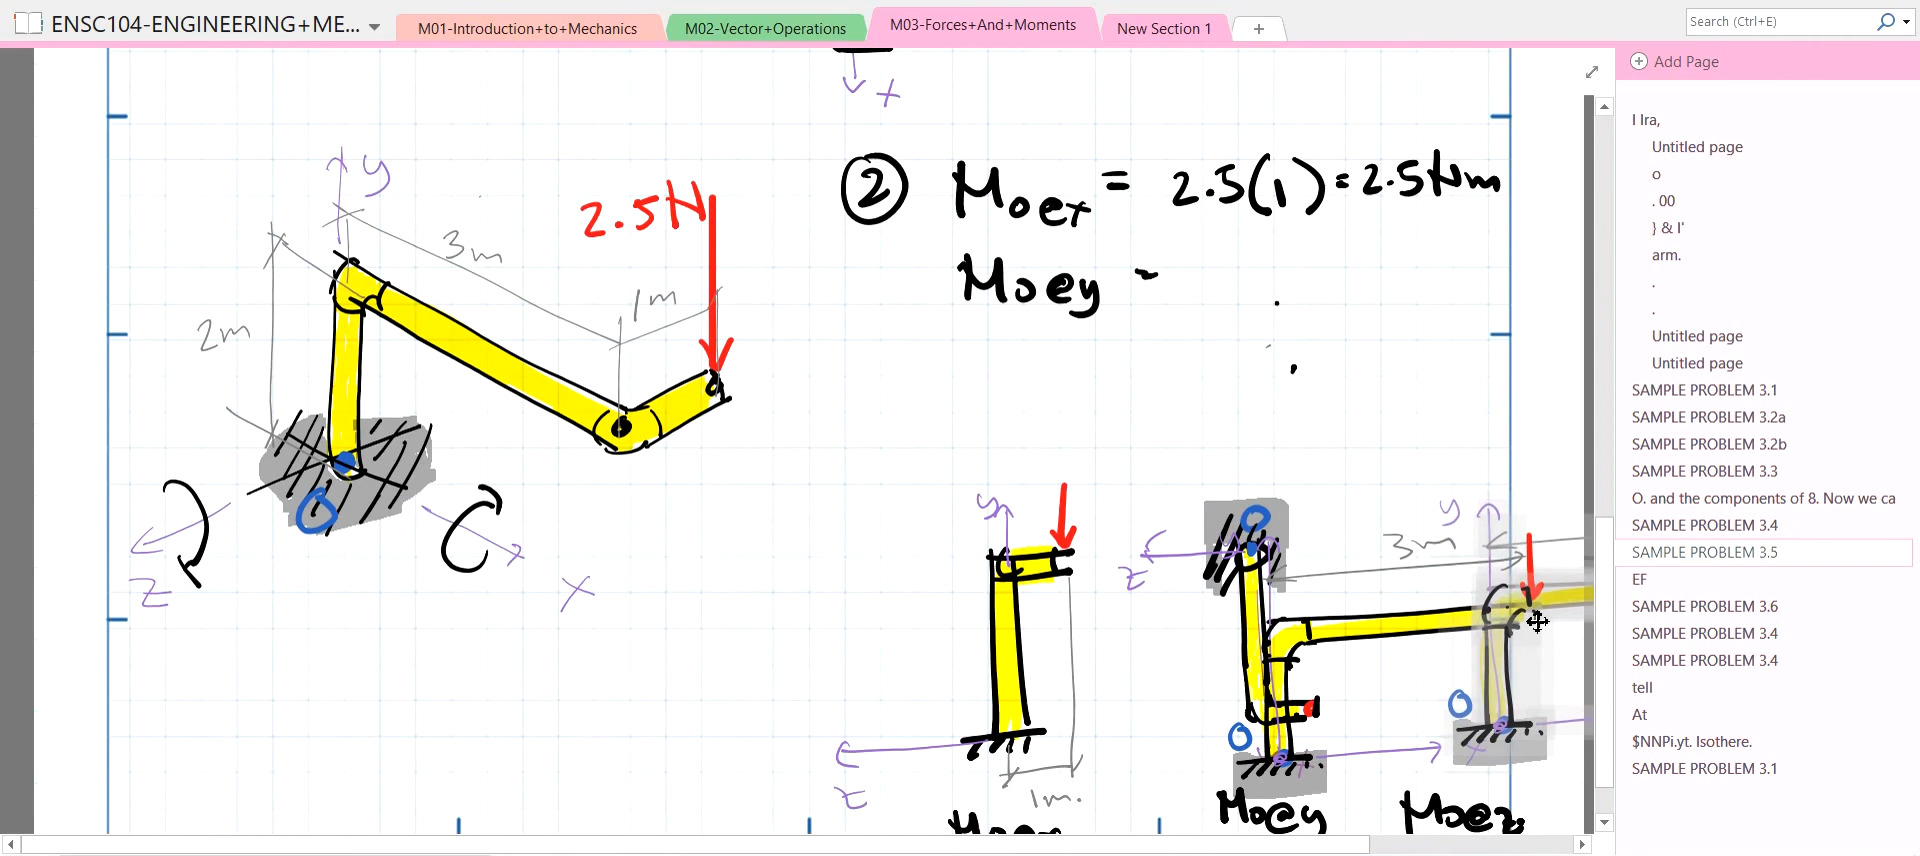 ENSC104-ENGINEERING+ME...
M01-Introduction+to+Mechanics
M02-Vector+Operations
M03-Forces+And+Moments
New Section 1
+
Search (Ctrl+E)
Add Page
I Ira,
Untitled page
o
. 00
} & I'
arm.
.
.
Untitled page
Untitled page
SAMPLE PROBLEM 3.1
SAMPLE PROBLEM 3.2a
SAMPLE PROBLEM 3.2b
SAMPLE PROBLEM 3.3
O. and the components of 8. Now we ca
SAMPLE PROBLEM 3.4
SAMPLE PROBLEM 3.5
EF
SAMPLE PROBLEM 3.6
SAMPLE PROBLEM 3.4
SAMPLE PROBLEM 3.4
tell
At
$NNPi.yt. Isothere.
SAMPLE PROBLEM 3.1
x
y
2.5N
3m
1m
2m
O
z
x
② Moex = 2.5(1) = 2.5Nm
Moey =
y
z
1m.
O
z
O
Moey
y
3m
O
x
Moez